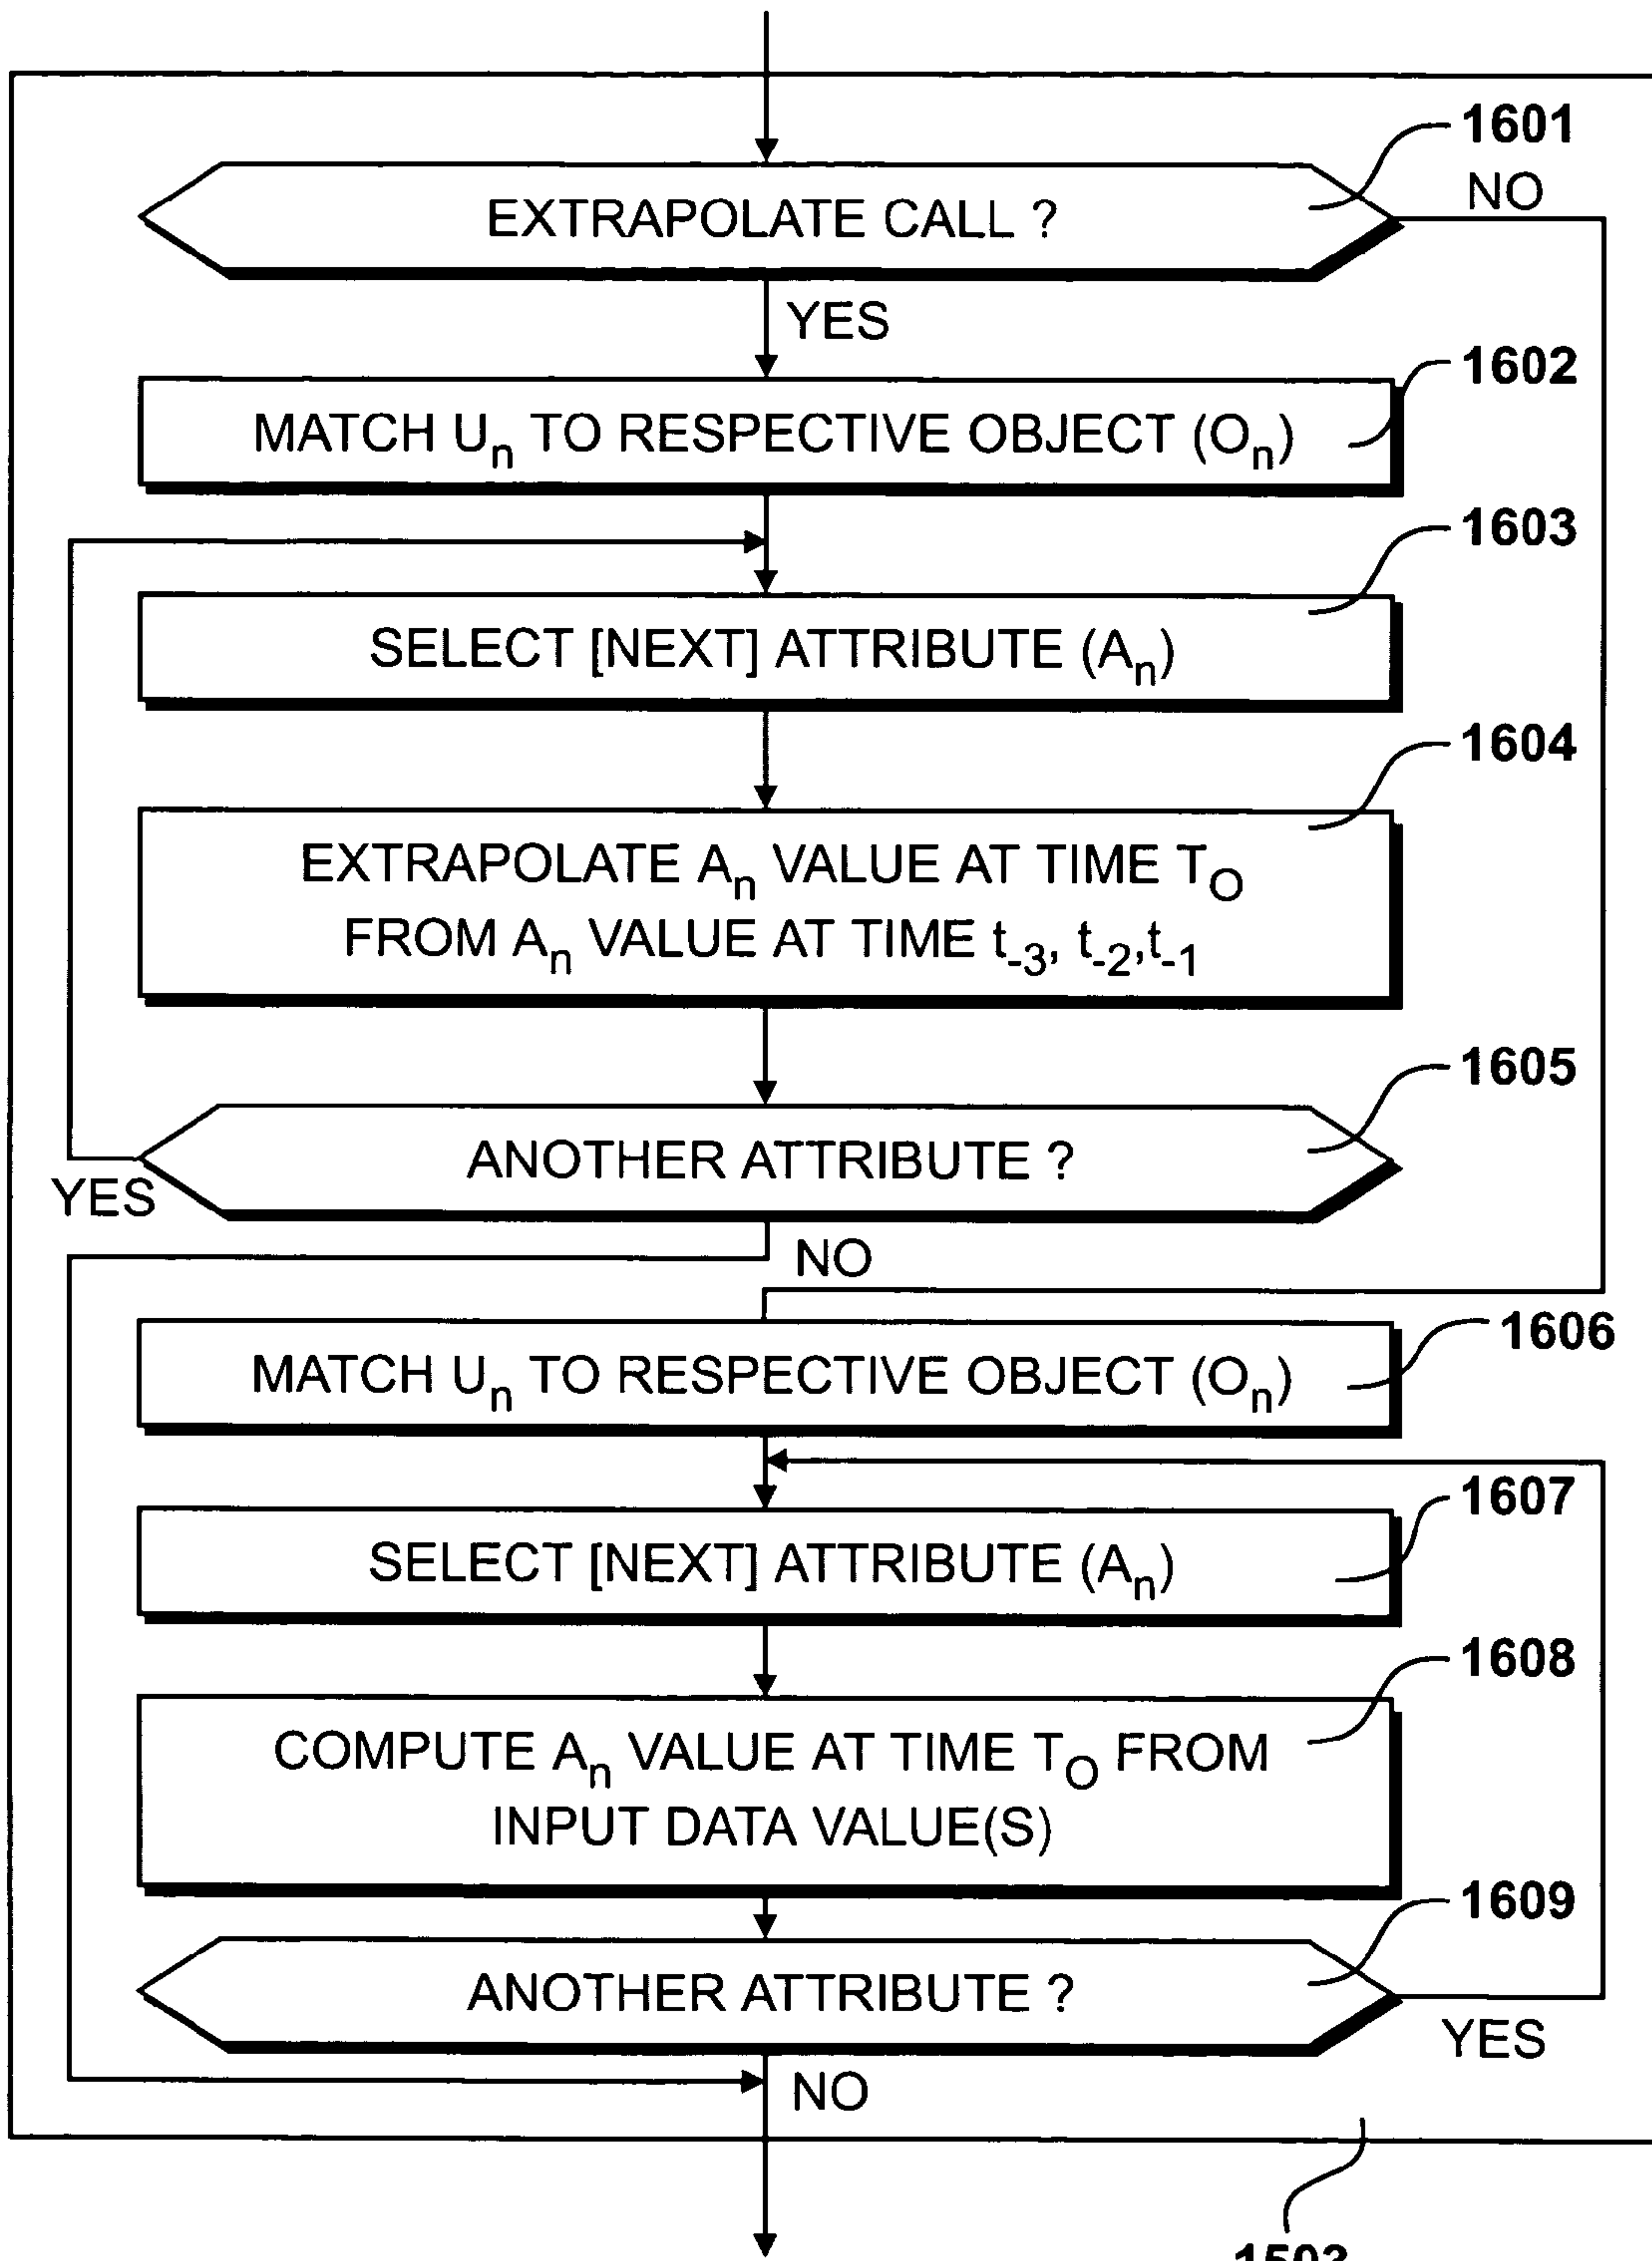 1601
NO
EXTRAPOLATE CALL ?
YES
1602
MATCH Un TO RESPECTIVE OBJECT (On)
1603
SELECT [NEXT] ATTRIBUTE (An)
1604
EXTRAPOLATE An VALUE AT TIME TO
FROM An VALUE AT TIME t-3, t-2,t-1
1605
ANOTHER ATTRIBUTE ?
YES
NO
1606
MATCH Un TO RESPECTIVE OBJECT (On)
1607
SELECT [NEXT] ATTRIBUTE (An)
1608
COMPUTE An VALUE AT TIME TO FROM
INPUT DATA VALUE(S)
1609
ANOTHER ATTRIBUTE ?
YES
NO
1503